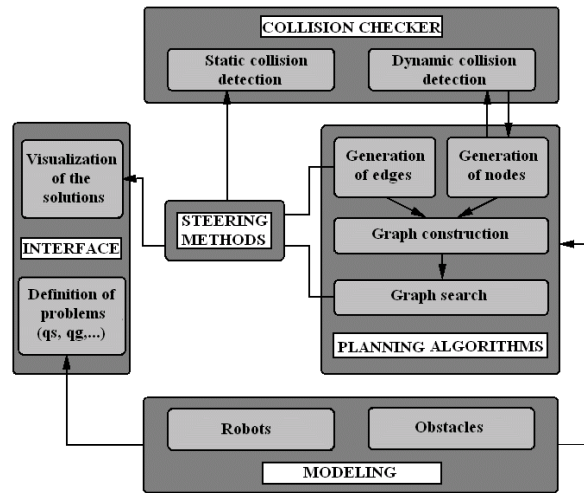 COLLISION CHECKER
Static collision
detection
Dynamic collision
detection
Visualization
of the
solutions
INTERFACE
Definition of
problems
(qs, qg,...)
STEERING
METHODS
Generation
of edges
Generation
of nodes
Graph construction
Graph search
PLANNING ALGORITHMS
Robots
Obstacles
MODELING